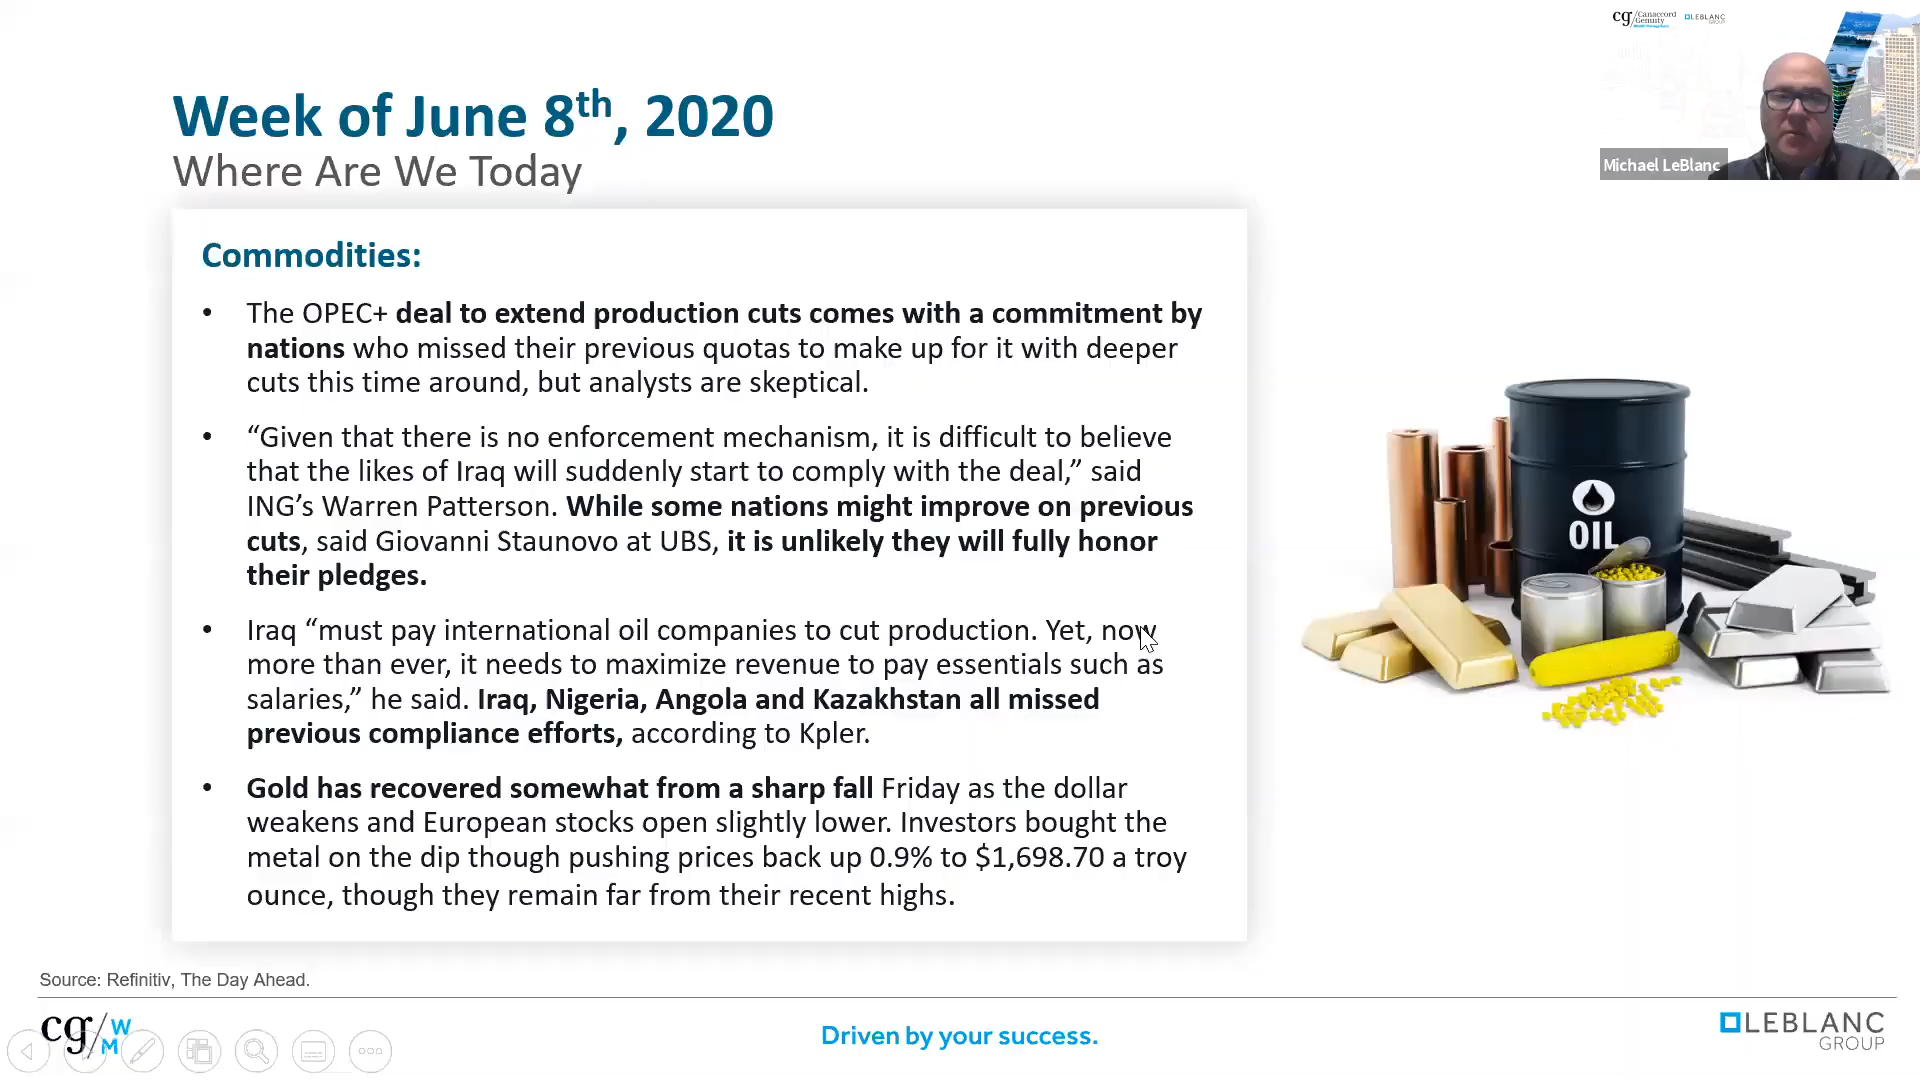 cg/Canaccord Genuity
LEBLANC
GROUP
Michael LeBlanc
Week of June 8th, 2020
Where Are We Today
Commodities:
• The OPEC+ deal to extend production cuts comes with a commitment by
nations who missed their previous quotas to make up for it with deeper
cuts this time around, but analysts are skeptical.
• “Given that there is no enforcement mechanism, it is difficult to believe
that the likes of Iraq will suddenly start to comply with the deal,” said
ING’s Warren Patterson. While some nations might improve on previous
cuts, said Giovanni Staunovo at UBS, it is unlikely they will fully honor
their pledges.
• Iraq “must pay international oil companies to cut production. Yet, now
more than ever, it needs to maximize revenue to pay essentials such as
salaries,” he said. Iraq, Nigeria, Angola and Kazakhstan all missed
previous compliance efforts, according to Kpler.
• Gold has recovered somewhat from a sharp fall Friday as the dollar
weakens and European stocks open slightly lower. Investors bought the
metal on the dip though pushing prices back up 0.9% to $1,698.70 a troy
ounce, though they remain far from their recent highs.
OIL
Source: Refinitiv, The Day Ahead.
cg/WM
Driven by your success.
LEBLANC
GROUP